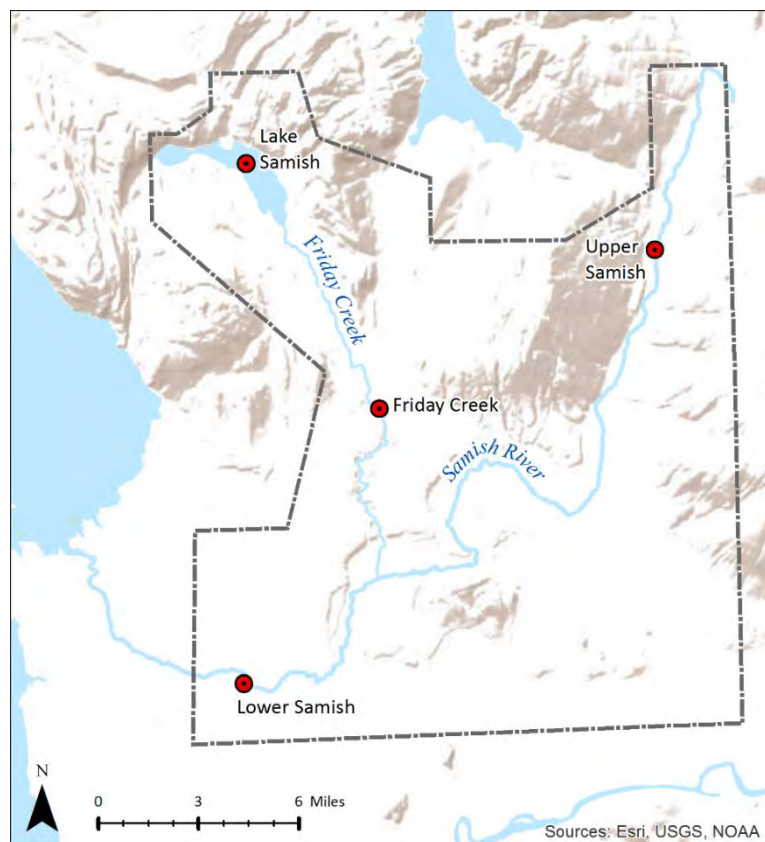 Lake
Samish
Friday Creek
Upper
Samish
Friday Creek
Samish River
Lower Samish
N
0 3 6 Miles
Sources: Esri, USGS, NOAA